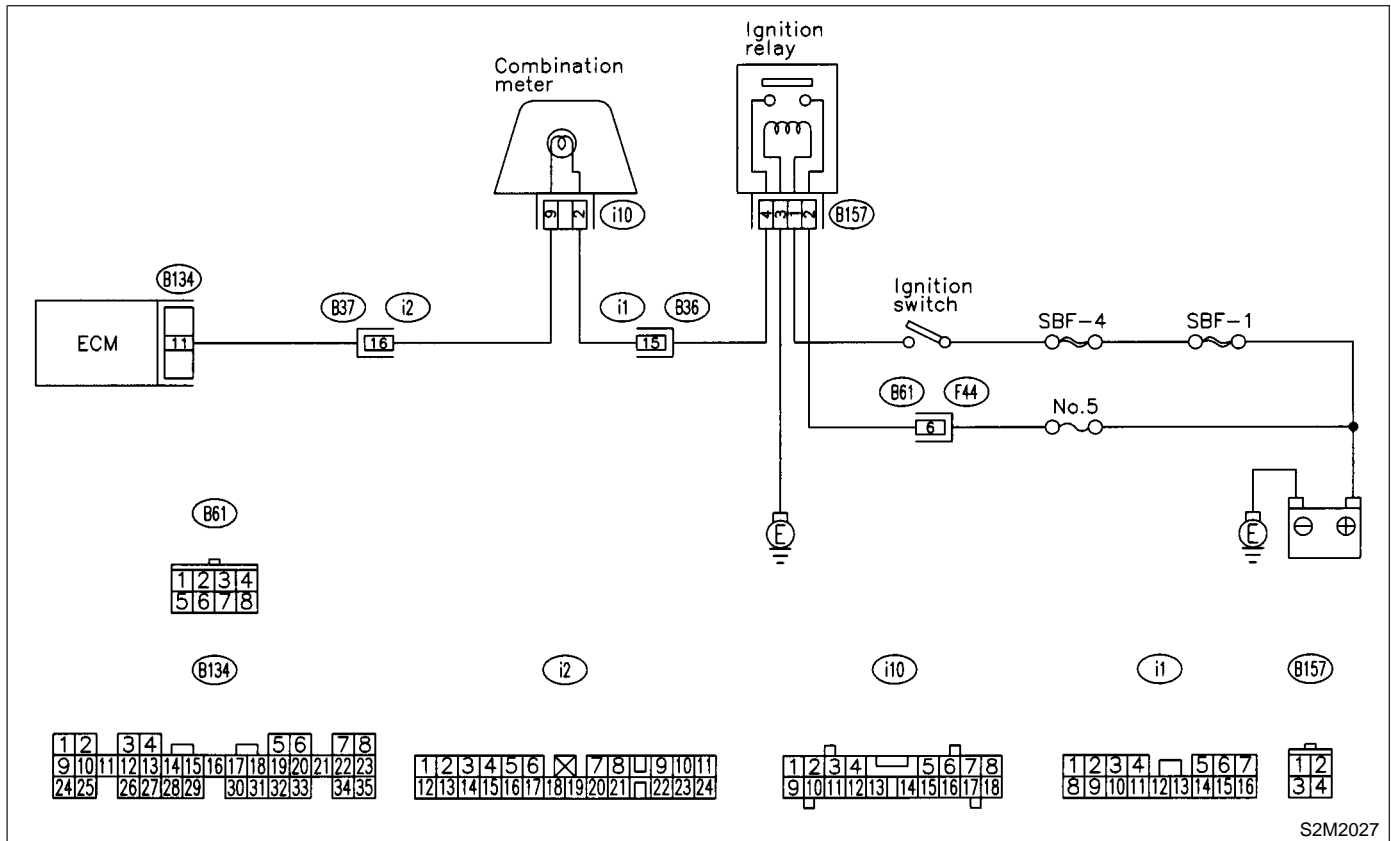 Ignition
relay
Combination
meter
9 2
i10
4 3 1 2
B157
B134
B37 i2
i1 B36
Ignition
switch
SBF-4 SBF-1
ECM
11
16
15
B61 F44
No.5
6
E
E
⊖ ⊕
B61
1 2 3 4
5 6 7 8
B134
1 2 3 4 5 6 7 8
9 10 11 12 13 14 15 16 17 18 19 20 21 22 23
24 25 26 27 28 29 30 31 32 33 34 35
i2
1 2 3 4 5 6 7 8 9 10 11
12 13 14 15 16 17 18 19 20 21 22 23 24
i10
1 2 3 4 5 6 7 8
9 10 11 12 13 14 15 16 17 18
i1
1 2 3 4 5 6 7
8 9 10 11 12 13 14 15 16
B157
1 2
3 4
S2M2027